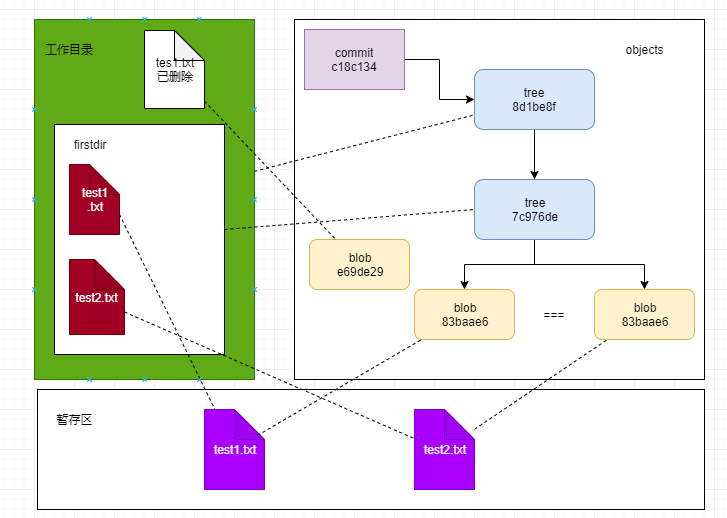 工作目录
tes1.txt
已删除
firstdir
test1
.txt
test2.txt
commit
c18c134
objects
tree
8d1be8f
tree
7c976de
blob
e69de29
blob
83baae6
===
blob
83baae6
暂存区
test1.txt
test2.txt